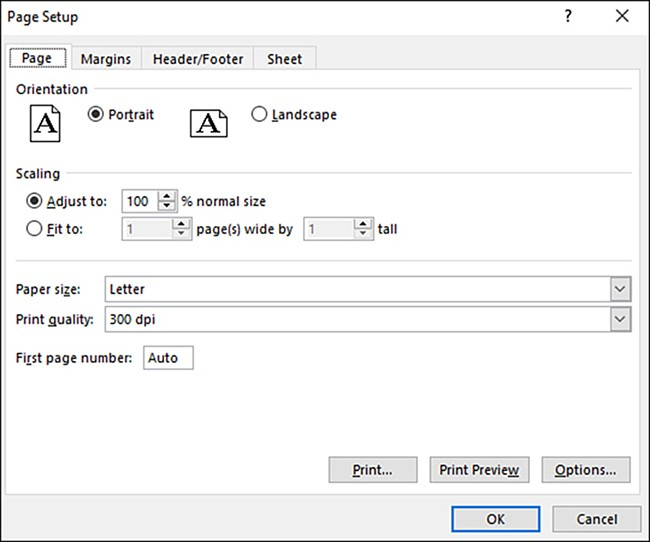 Page Setup ?
Page Margins Header/Footer Sheet
Orientation
A Portrait A Landscape
Scaling
Adjust to: 100 % normal size
Fit to: 1 page(s) wide by 1 tall
Paper size: Letter
Print quality: 300 dpi
First page number: Auto
Print... Print Preview Options...
OK Cancel